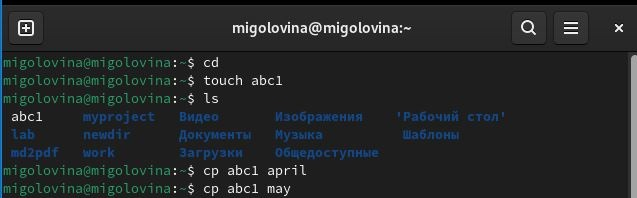 migolovina@migolovina:~
migolovina@migolovina:~$ cd
migolovina@migolovina:~$ touch abc1
migolovina@migolovina:~$ ls
abc1 myproject Видео Изображения 'Рабочий стол'
lab newdir Документы Музыка Шаблоны
md2pdf work Загрузки Общедоступные
migolovina@migolovina:~$ cp abc1 april
migolovina@migolovina:~$ cp abc1 may